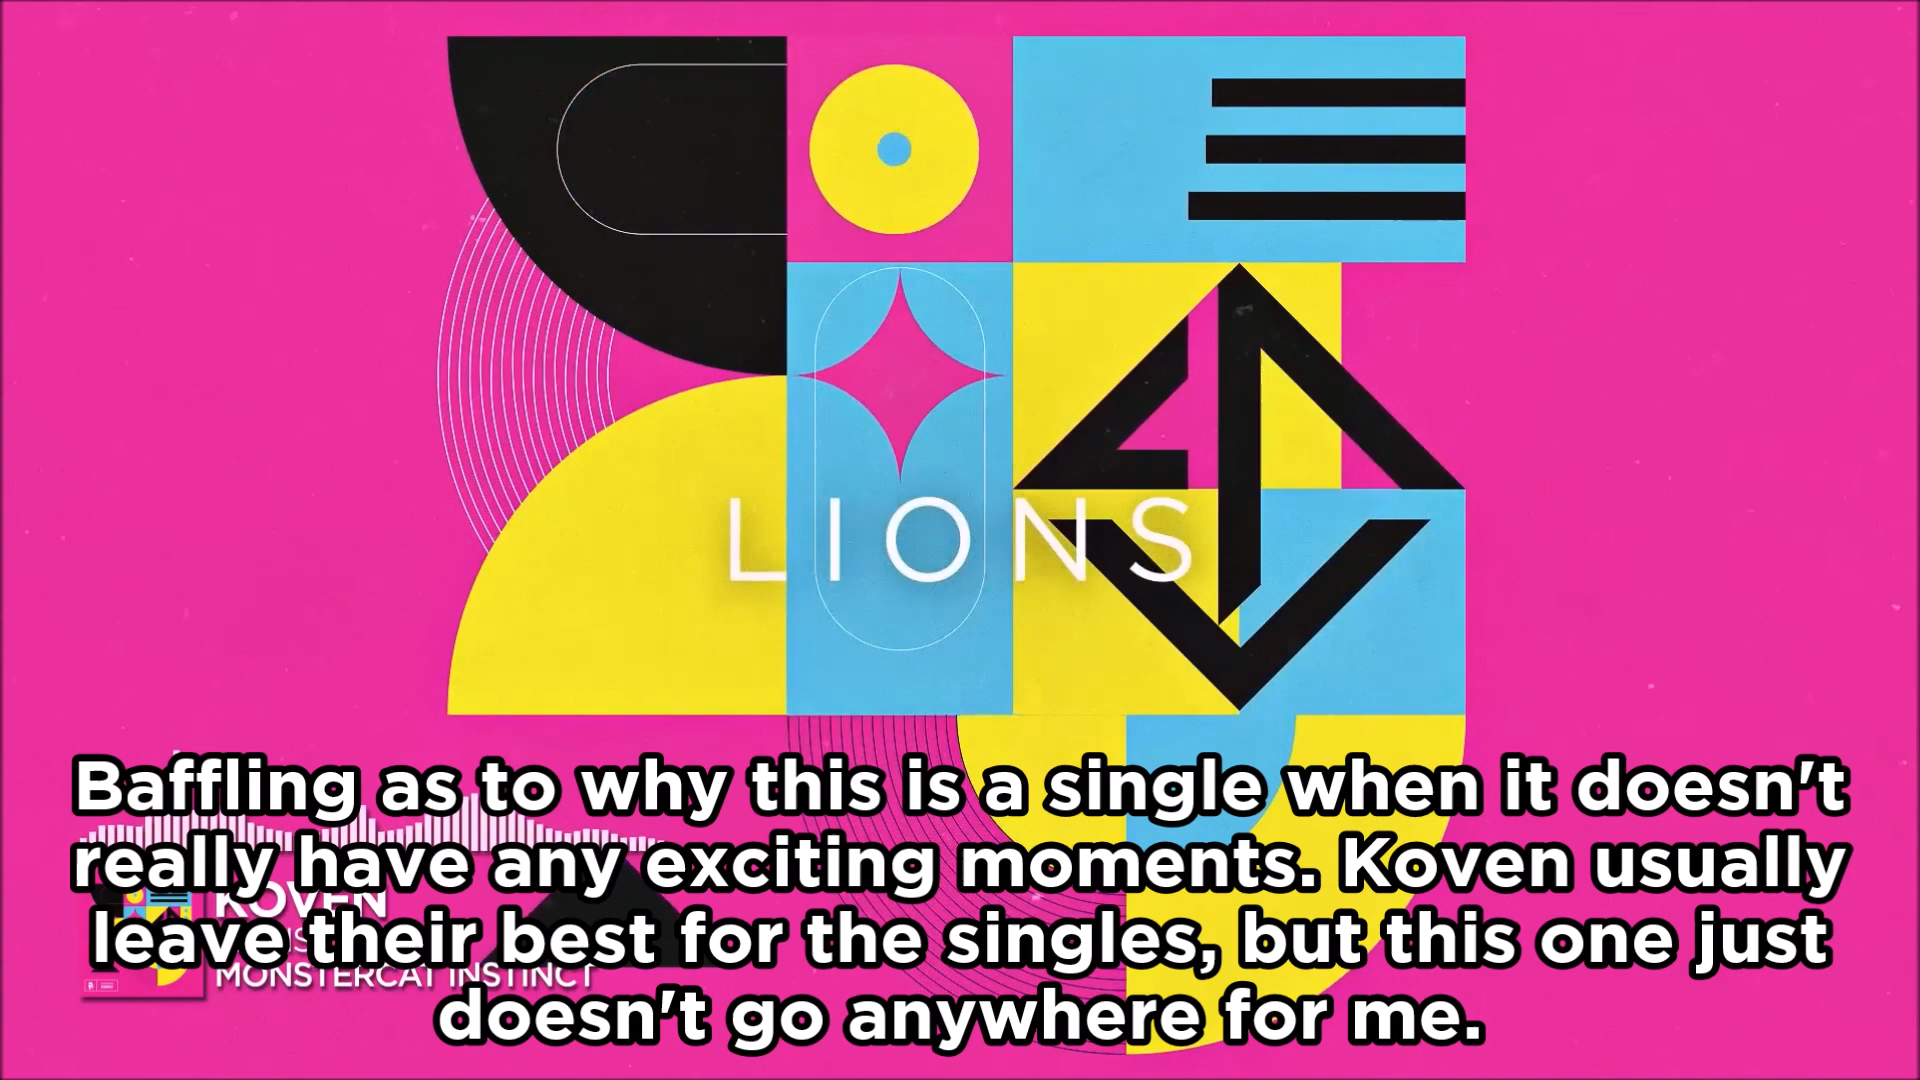 LIONS
Baffling as to why this is a single when it doesn't
really have any exciting moments. Koven usually
leave their best for the singles, but this one just
doesn't go anywhere for me.
KOVEN
MONSTERCAT INSTINCT